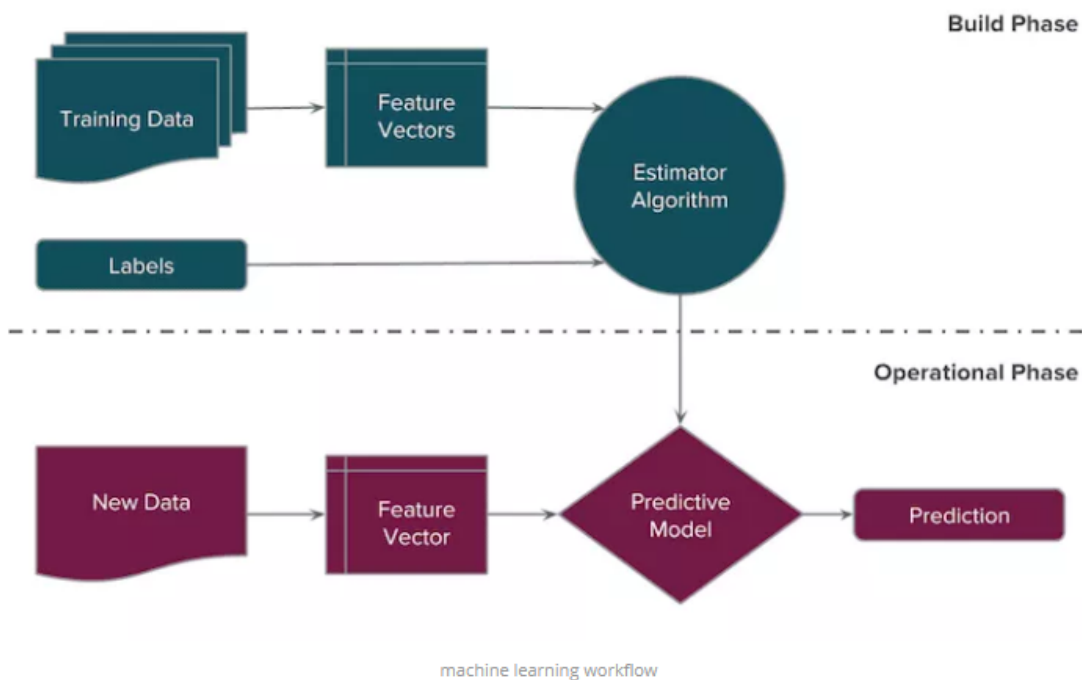 Build Phase
Training Data
Feature
Vectors
Estimator
Algorithm
Labels
Operational Phase
New Data
Feature
Vector
Predictive
Model
Prediction
machine learning workflow